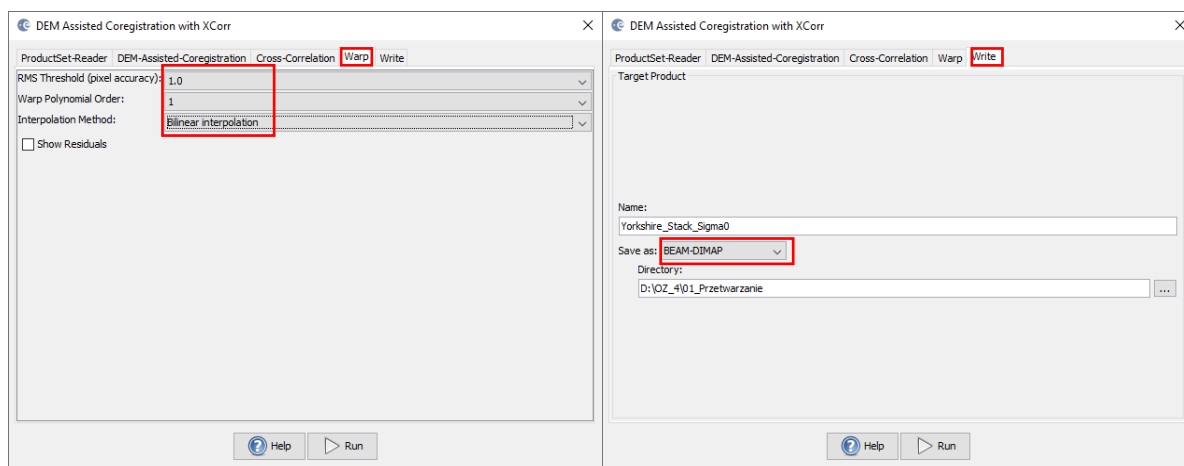 DEM Assisted Coregistration with XCorr
ProductSet-Reader DEM-Assisted-Coregistration Cross-Correlation Warp Write
RMS Threshold (pixel accuracy): 1.0
Warp Polynomial Order: 1
Interpolation Method: Bilinear interpolation
Show Residuals
Help Run
DEM Assisted Coregistration with XCorr
ProductSet-Reader DEM-Assisted-Coregistration Cross-Correlation Warp Write
Target Product
Name:
Yorkshire_Stack_Sigma0
Save as: BEAM-DIMAP
Directory:
D:\OZ_4\01_Przetwarzanie
...
Help Run